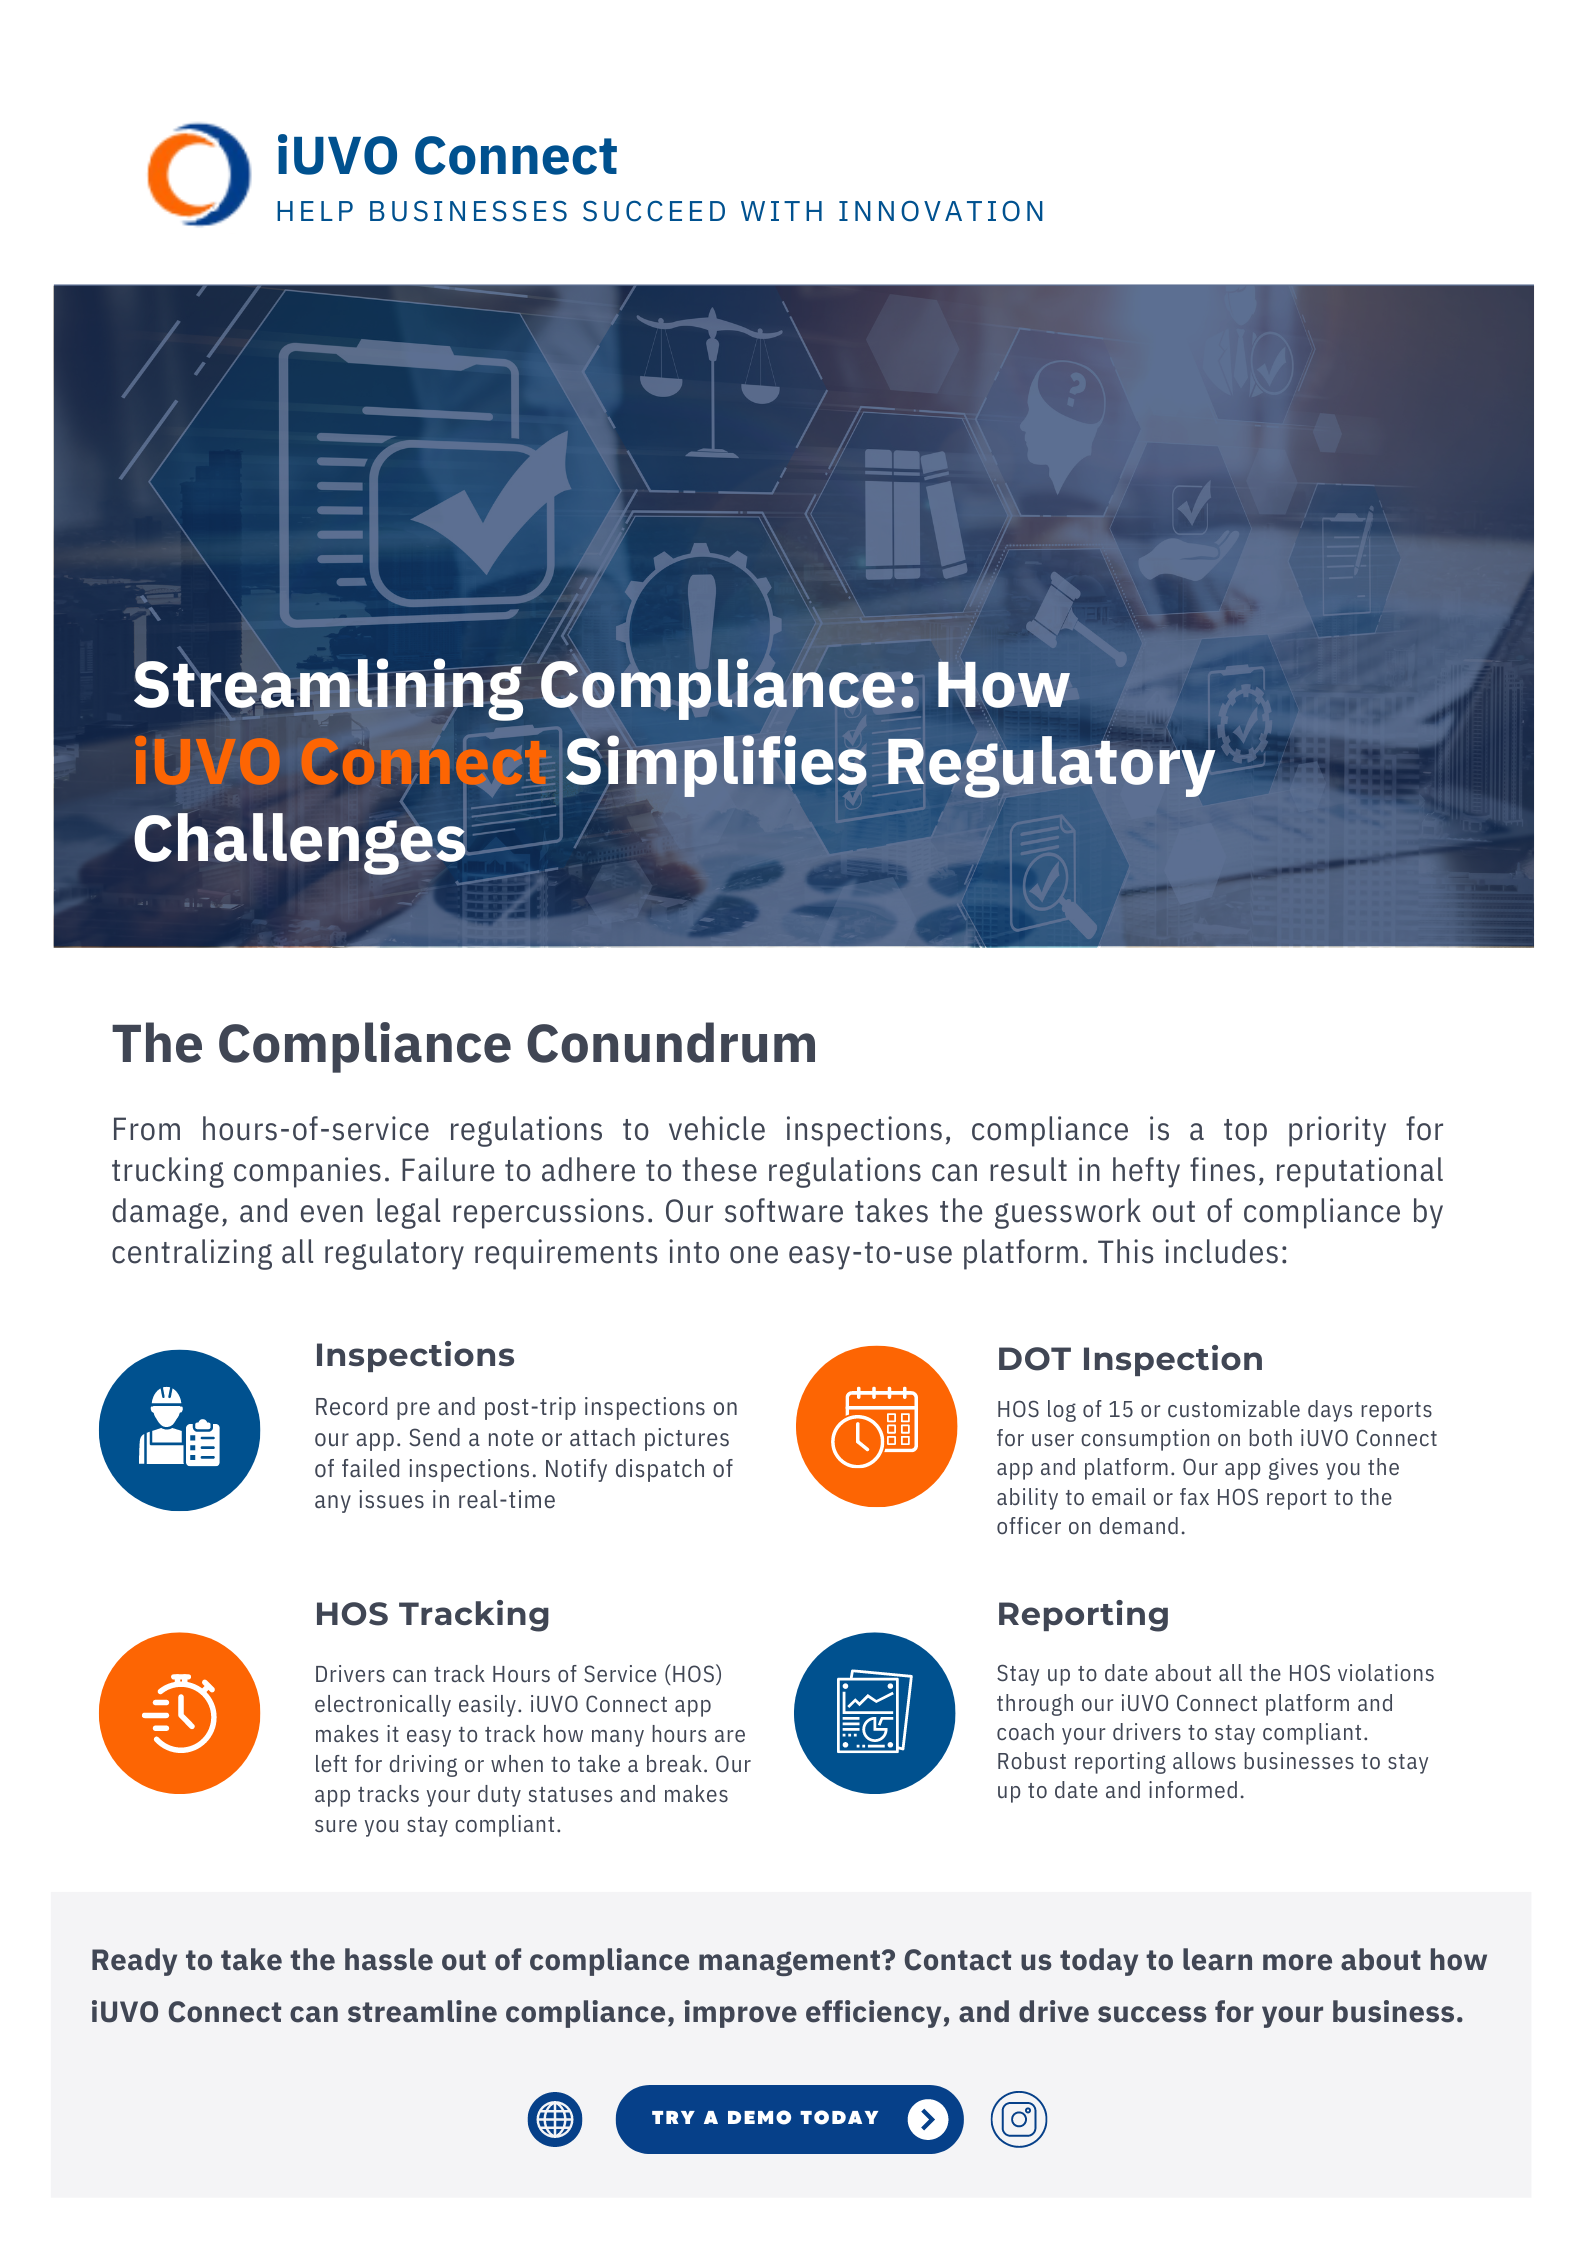 iUVO Connect
HELP BUSINESSES SUCCEED WITH INNOVATION
Streamlining Compliance: How
iUVO Connect Simplifies Regulatory
Challenges
The Compliance Conundrum
From hours-of-service regulations to vehicle inspections, compliance is a top priority for
trucking companies. Failure to adhere to these regulations can result in hefty fines, reputational
damage, and even legal repercussions. Our software takes the guesswork out of compliance by
centralizing all regulatory requirements into one easy-to-use platform. This includes:
Inspections
Record pre and post-trip inspections on
our app. Send a note or attach pictures
of failed inspections. Notify dispatch of
any issues in real-time
DOT Inspection
HOS log of 15 or customizable days reports
for user consumption on both iUVO Connect
app and platform. Our app gives you the
ability to email or fax HOS report to the
officer on demand.
HOS Tracking
Drivers can track Hours of Service (HOS)
electronically easily. iUVO Connect app
makes it easy to track how many hours are
left for driving or when to take a break. Our
app tracks your duty statuses and makes
sure you stay compliant.
Reporting
Stay up to date about all the HOS violations
through our iUVO Connect platform and
coach your drivers to stay compliant.
Robust reporting allows businesses to stay
up to date and informed.
Ready to take the hassle out of compliance management? Contact us today to learn more about how
iUVO Connect can streamline compliance, improve efficiency, and drive success for your business.
TRY A DEMO TODAY